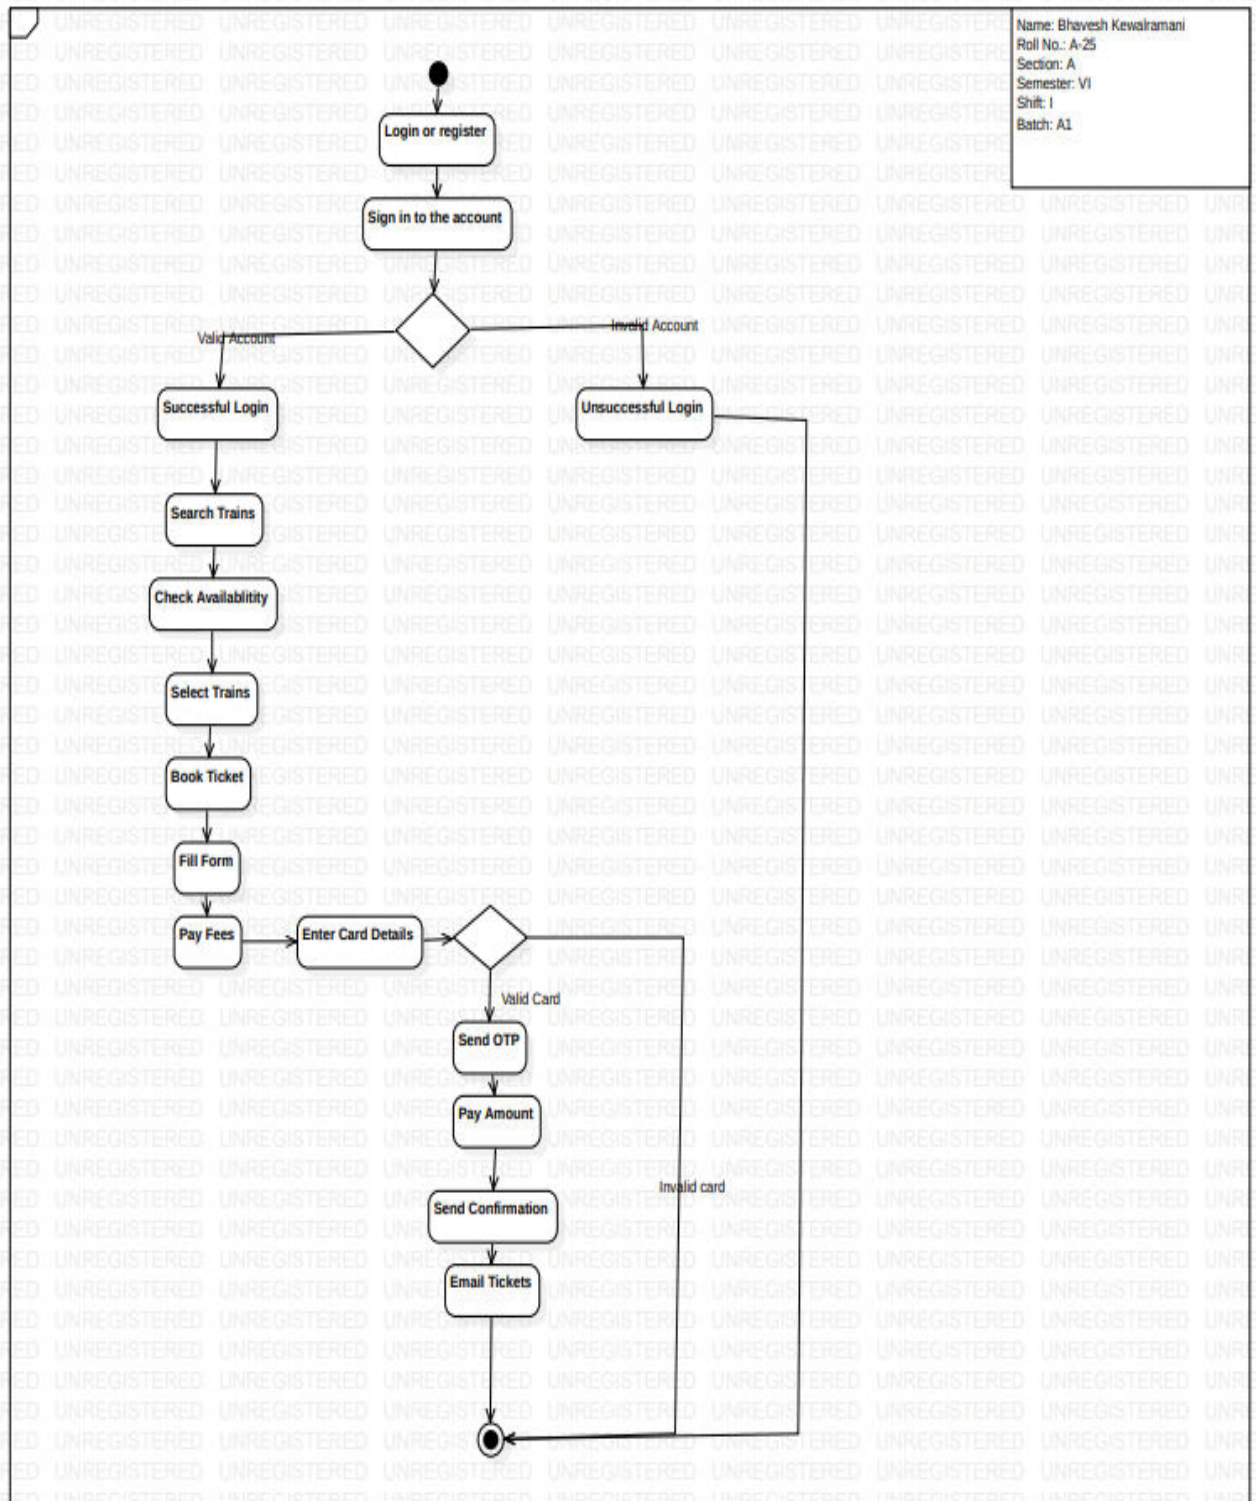 Name: Bhavesh Kewalramani
Roll No.: A-25
Section: A
Semester: VI
Shift: I
Batch: A1
Login or register
Sign in to the account
Valid Account
Invalid Account
Successful Login
Unsuccessful Login
Search Trains
Check Availablitity
Select Trains
Book Ticket
Fill Form
Pay Fees
Enter Card Details
Valid Card
Send OTP
Pay Amount
Invalid card
Send Confirmation
Email Tickets